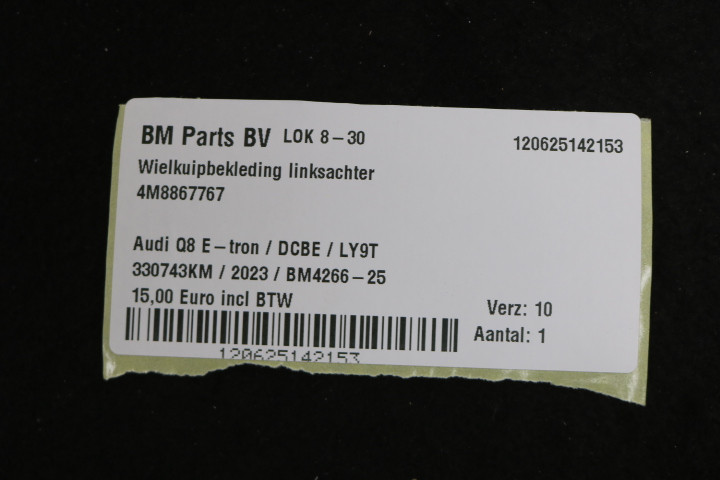 BM Parts BV LOK 8-30 120625142153
Wielkuipbekleding linksachter
4M8867767
Audi Q8 E-tron / DCBE / LY9T
330743KM / 2023 / BM4266-25
15,00 Euro incl BTW
Verz: 10
Aantal: 1
120625142153